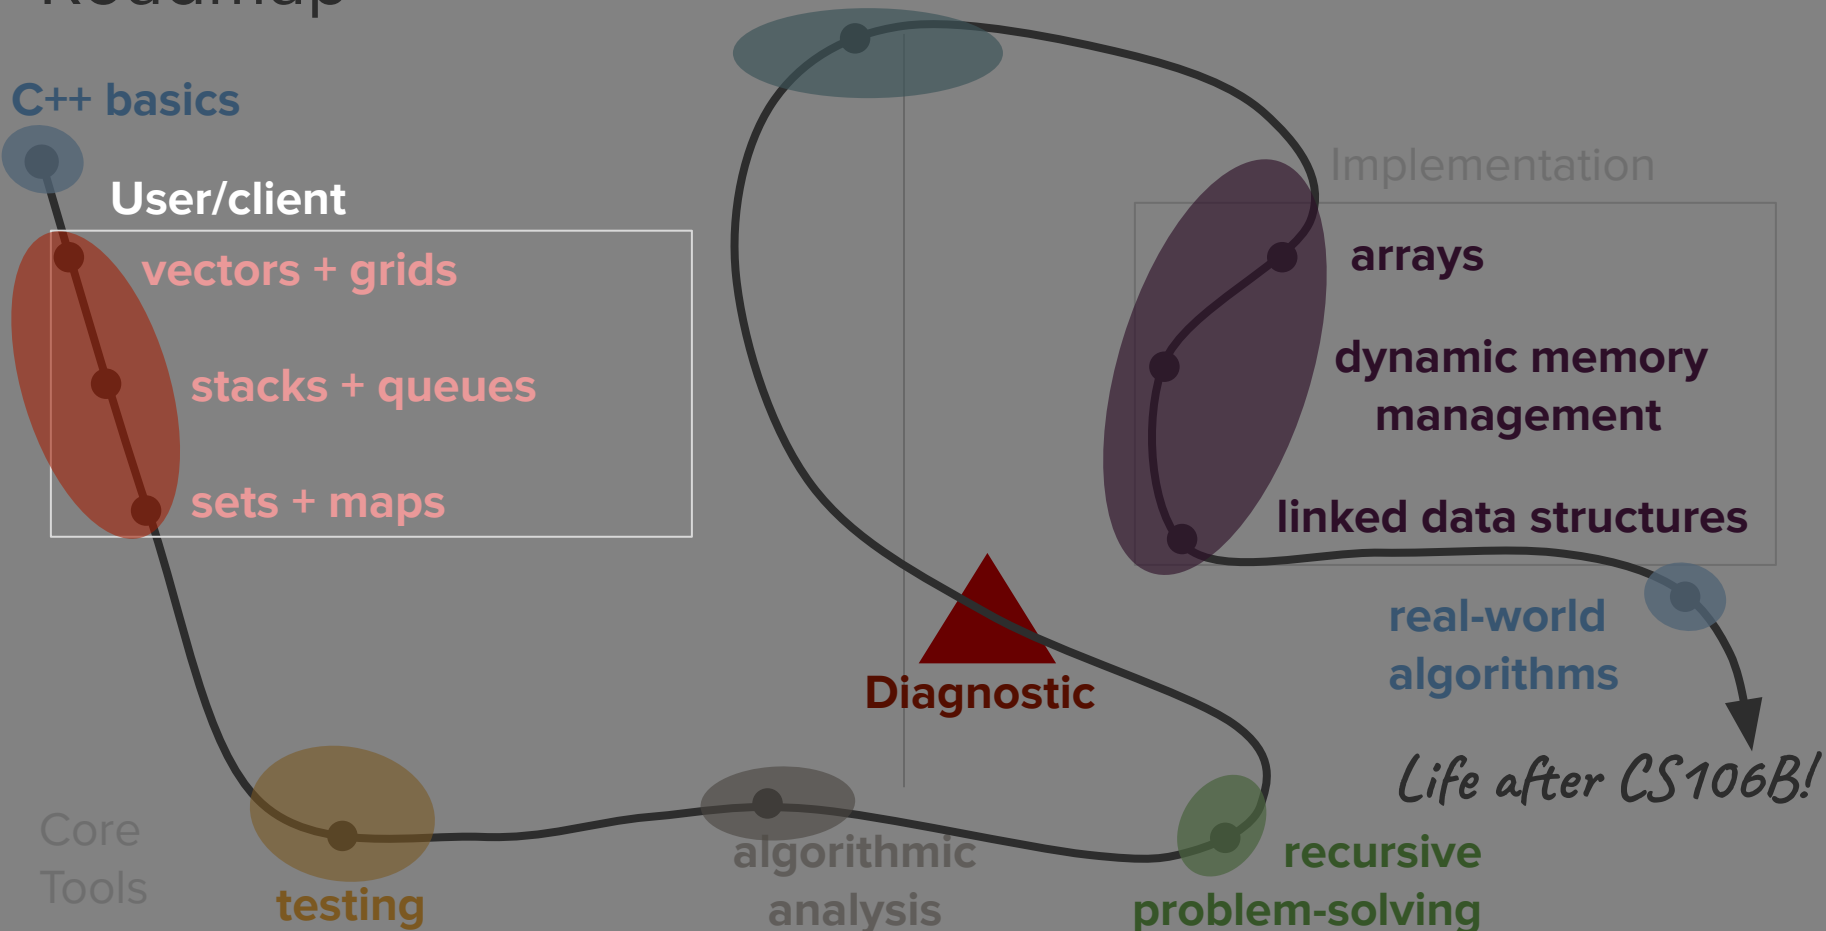 Roadmap
C++ basics
User/client
vectors + grids
stacks + queues
sets + maps
Implementation
arrays
dynamic memory
management
linked data structures
real-world
algorithms
Diagnostic
Life after CS106B!
Core
Tools
testing
algorithmic
analysis
recursive
problem-solving